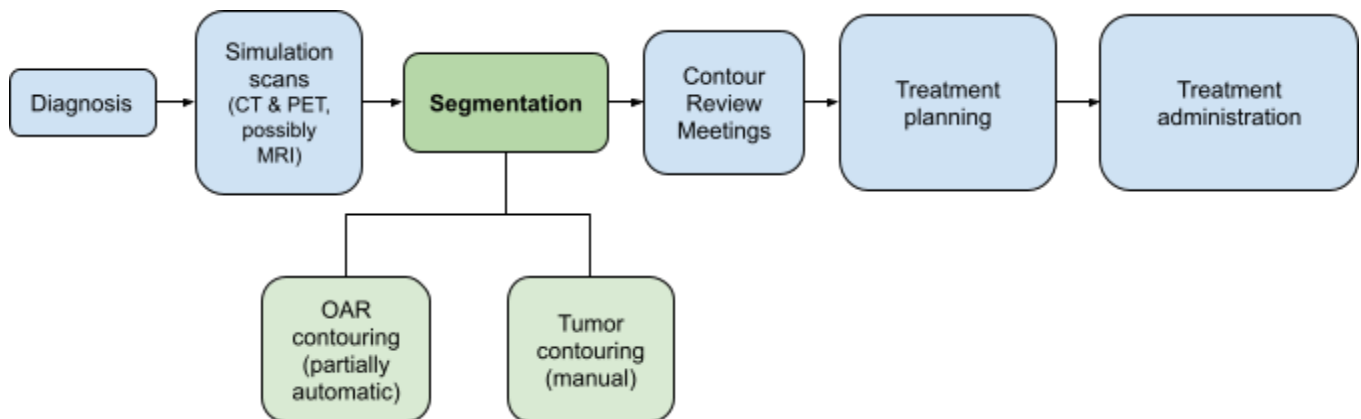 Diagnosis
Simulation
scans
(CT & PET,
possibly
MRI)
Segmentation
Contour
Review
Meetings
Treatment
planning
Treatment
administration
OAR
contouring
(partially
automatic)
Tumor
contouring
(manual)